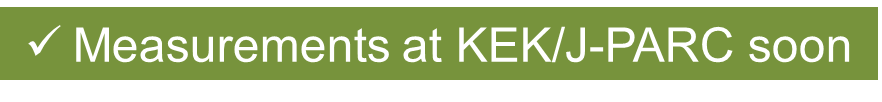 ✓ Measurements at KEK/J-PARC soon